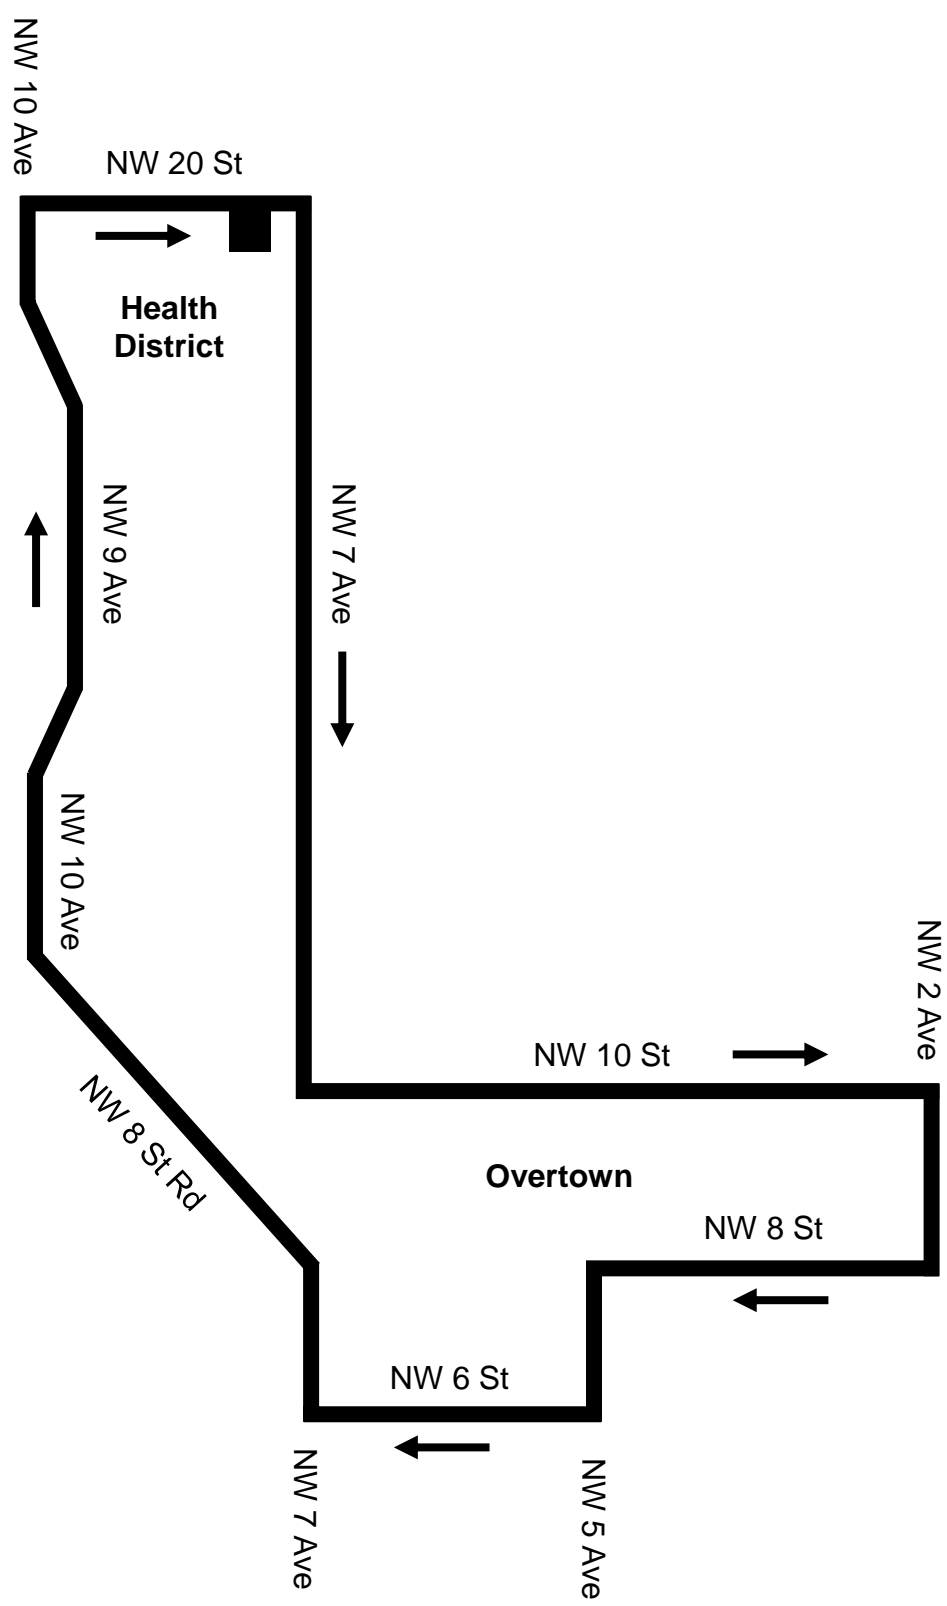 NW 10 Ave
NW 20 St
Health
District
NW 9 Ave
NW 7 Ave
NW 10 Ave
NW 2 Ave
NW 10 St
NW 8 St Rd
Overtown
NW 8 St
NW 6 St
NW 7 Ave
NW 5 Ave